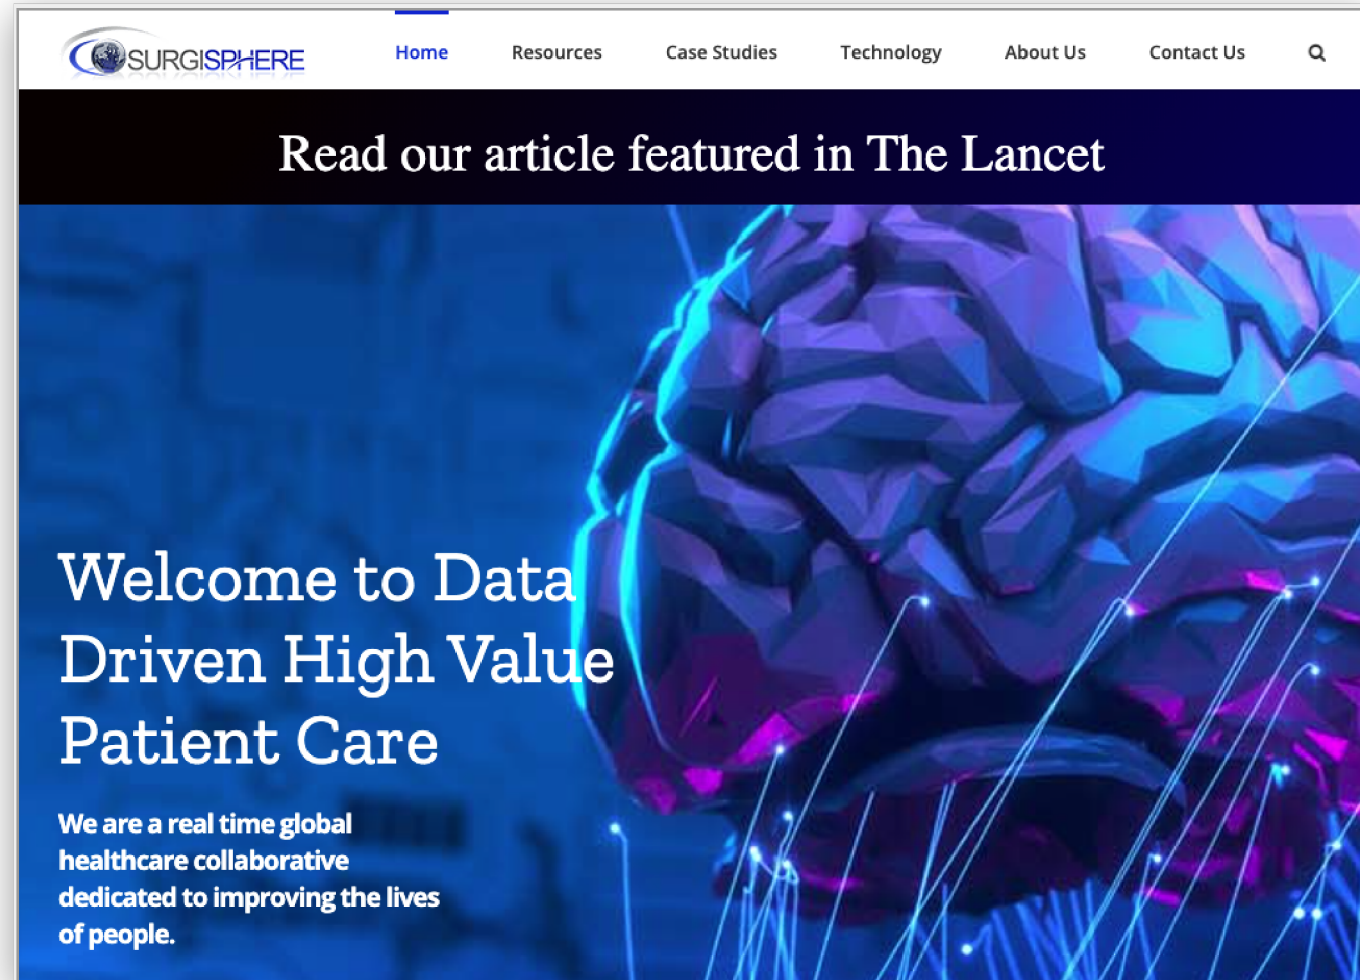 SURGISPHERE
Home Resources Case Studies Technology About Us Contact Us
Read our article featured in The Lancet
Welcome to Data
Driven High Value
Patient Care
We are a real time global
healthcare collaborative
dedicated to improving the lives
of people.